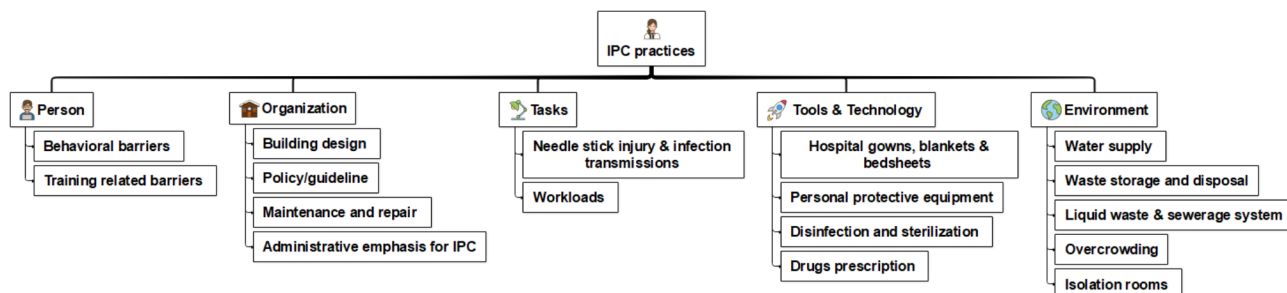 IPC practices
Person
Behavioral barriers
Training related barriers
Organization
Building design
Policy/guideline
Maintenance and repair
Administrative emphasis for IPC
Tasks
Needle stick injury & infection
transmissions
Workloads
Tools & Technology
Hospital gowns, blankets &
bedsheets
Personal protective equipment
Disinfection and sterilization
Drugs prescription
Environment
Water supply
Waste storage and disposal
Liquid waste & sewerage system
Overcrowding
Isolation rooms